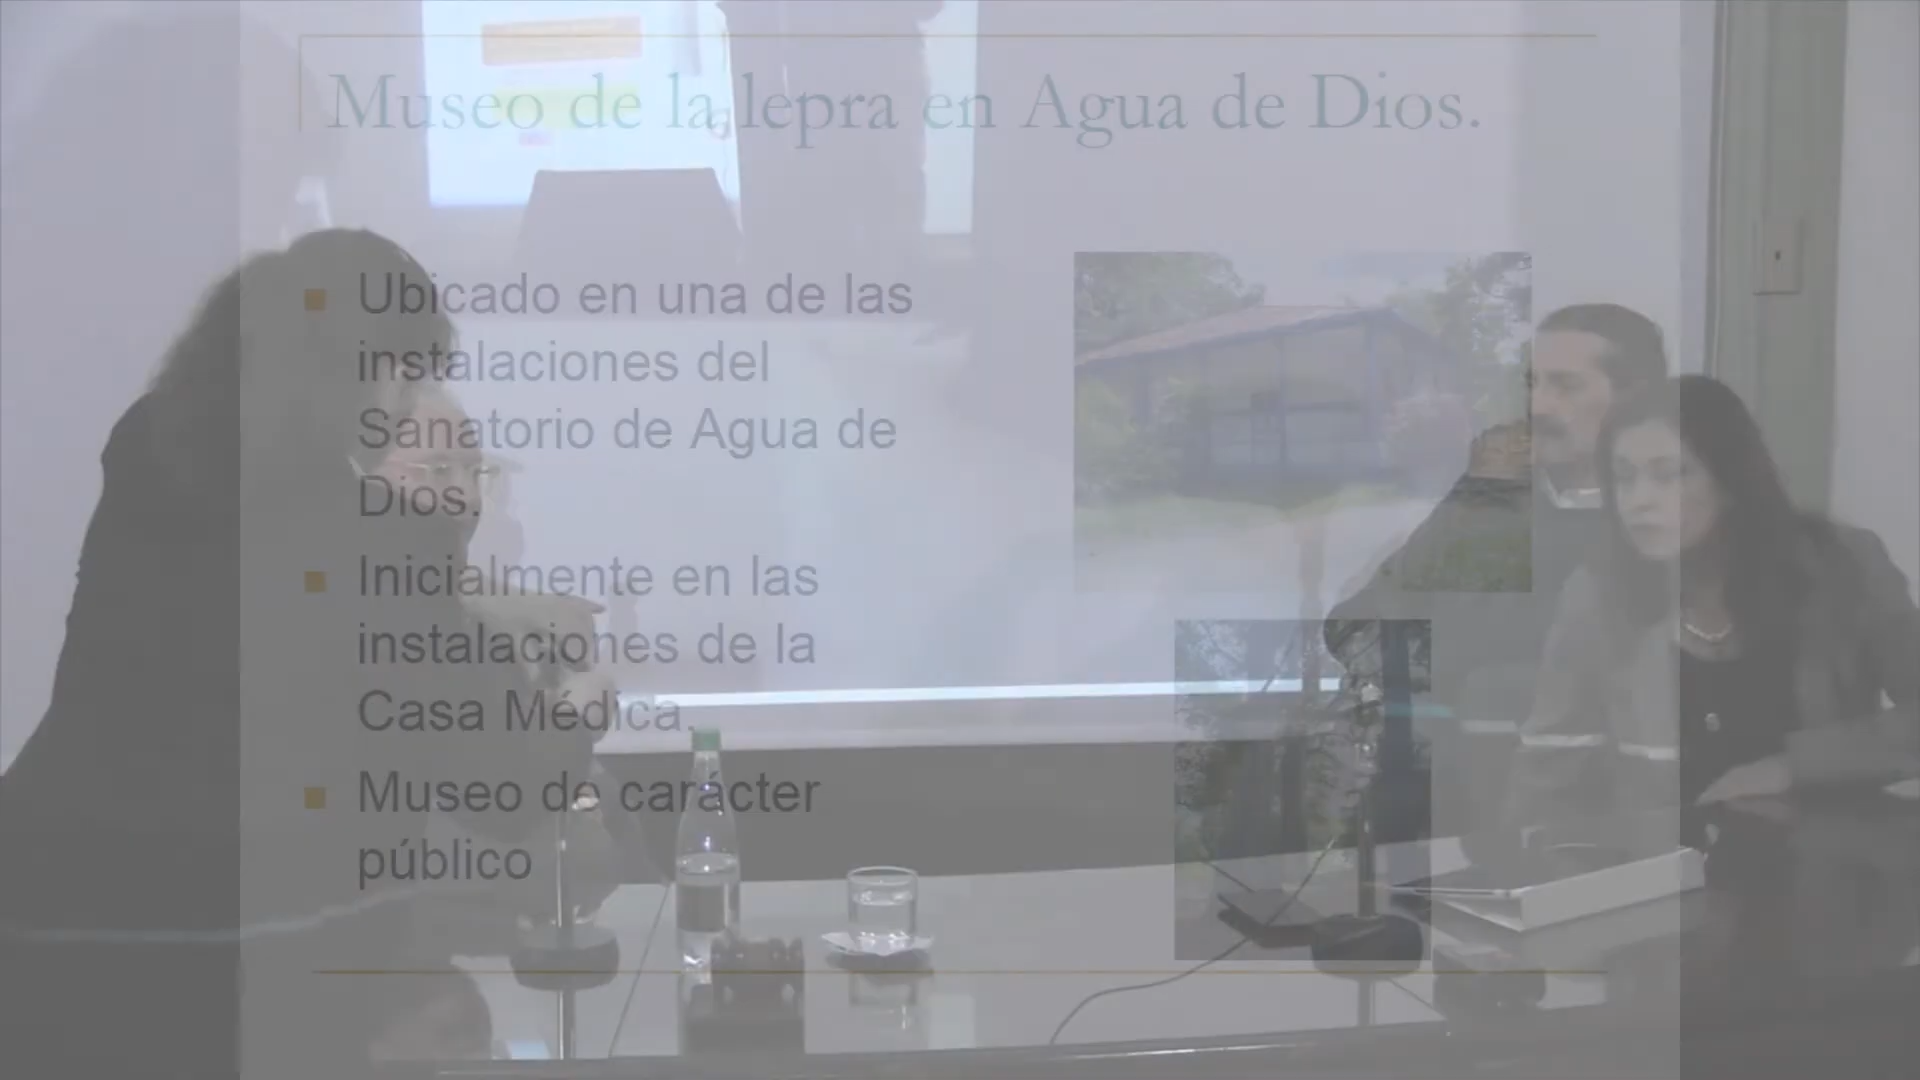 Museo de la lepra en Agua de Dios.
Ubicado en una de las
instalaciones del
Sanatorio de Agua de
Dios.
Inicialmente en las
instalaciones de la
Casa Médica.
Museo de carácter
público